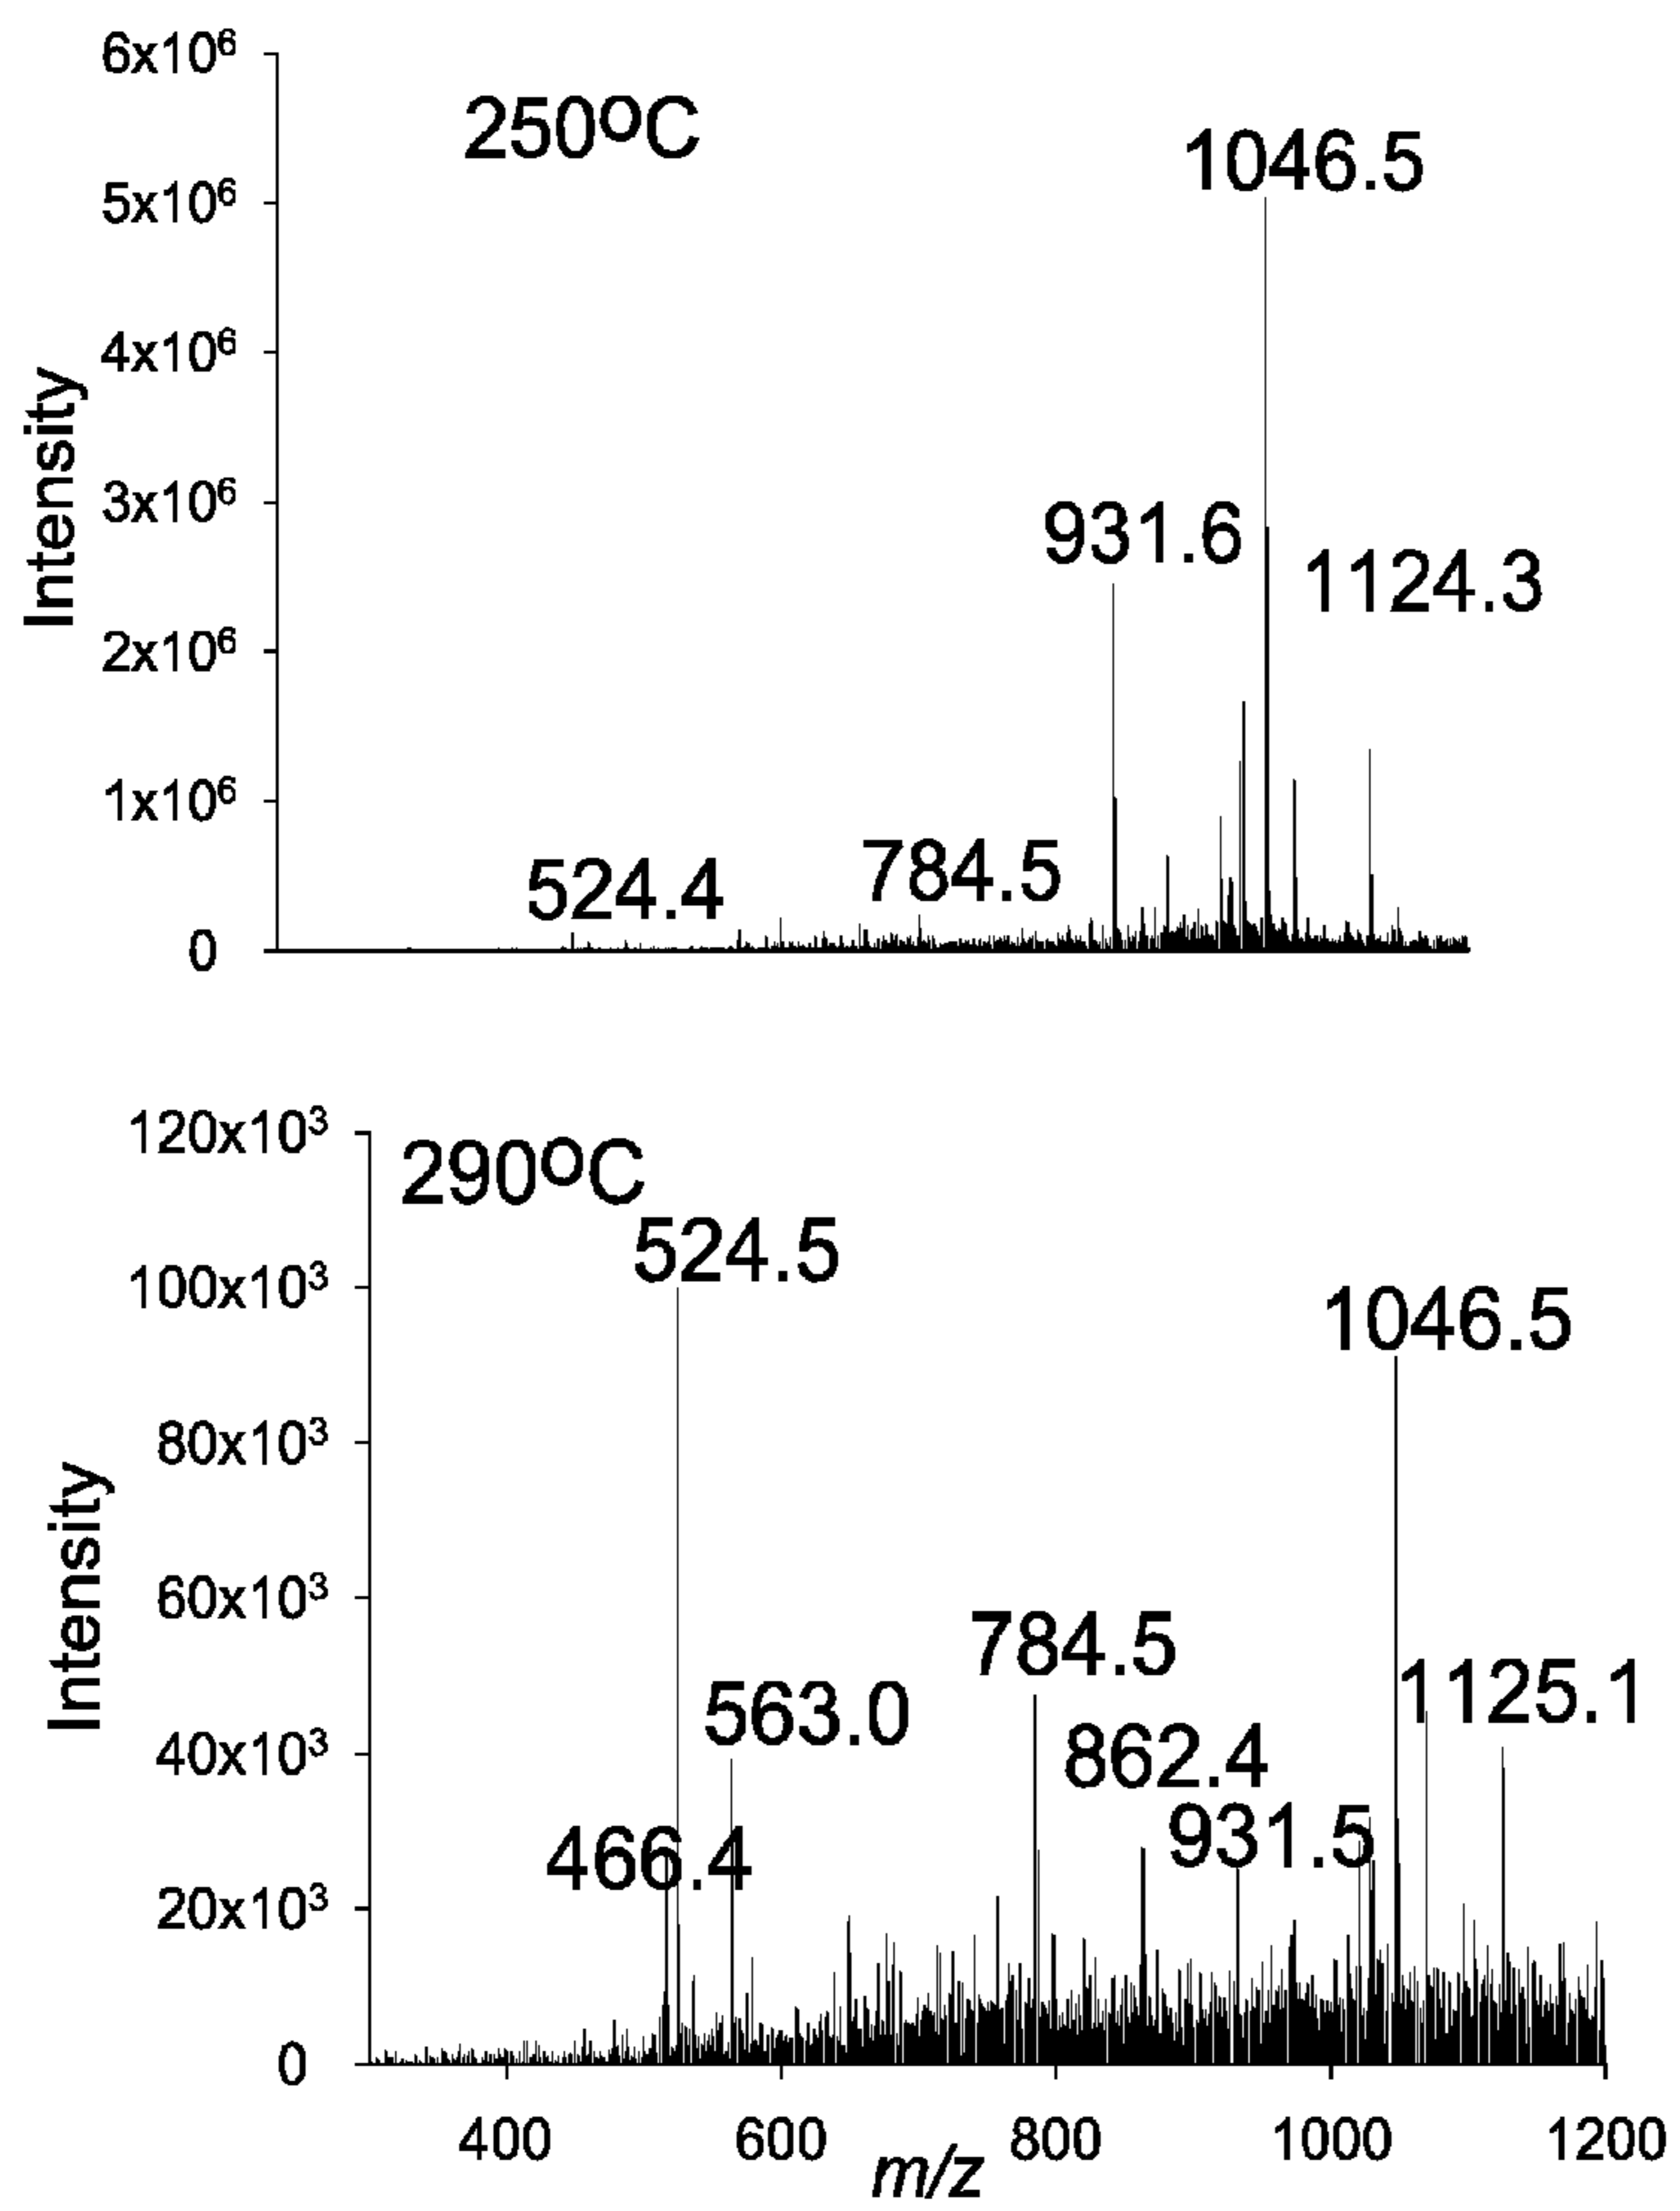 6x10⁶
250ºC
1046.5
5x10⁶
4x10⁶
Intensity
3x10⁶
931.6
1124.3
2x10⁶
1x10⁶
524.4
784.5
0
120x10³
290ºC
524.5
100x10³
1046.5
80x10³
Intensity
60x10³
784.5
563.0
1125.1
40x10³
862.4
931.5
466.4
20x10³
0
400
600
800
1000
1200
m/z